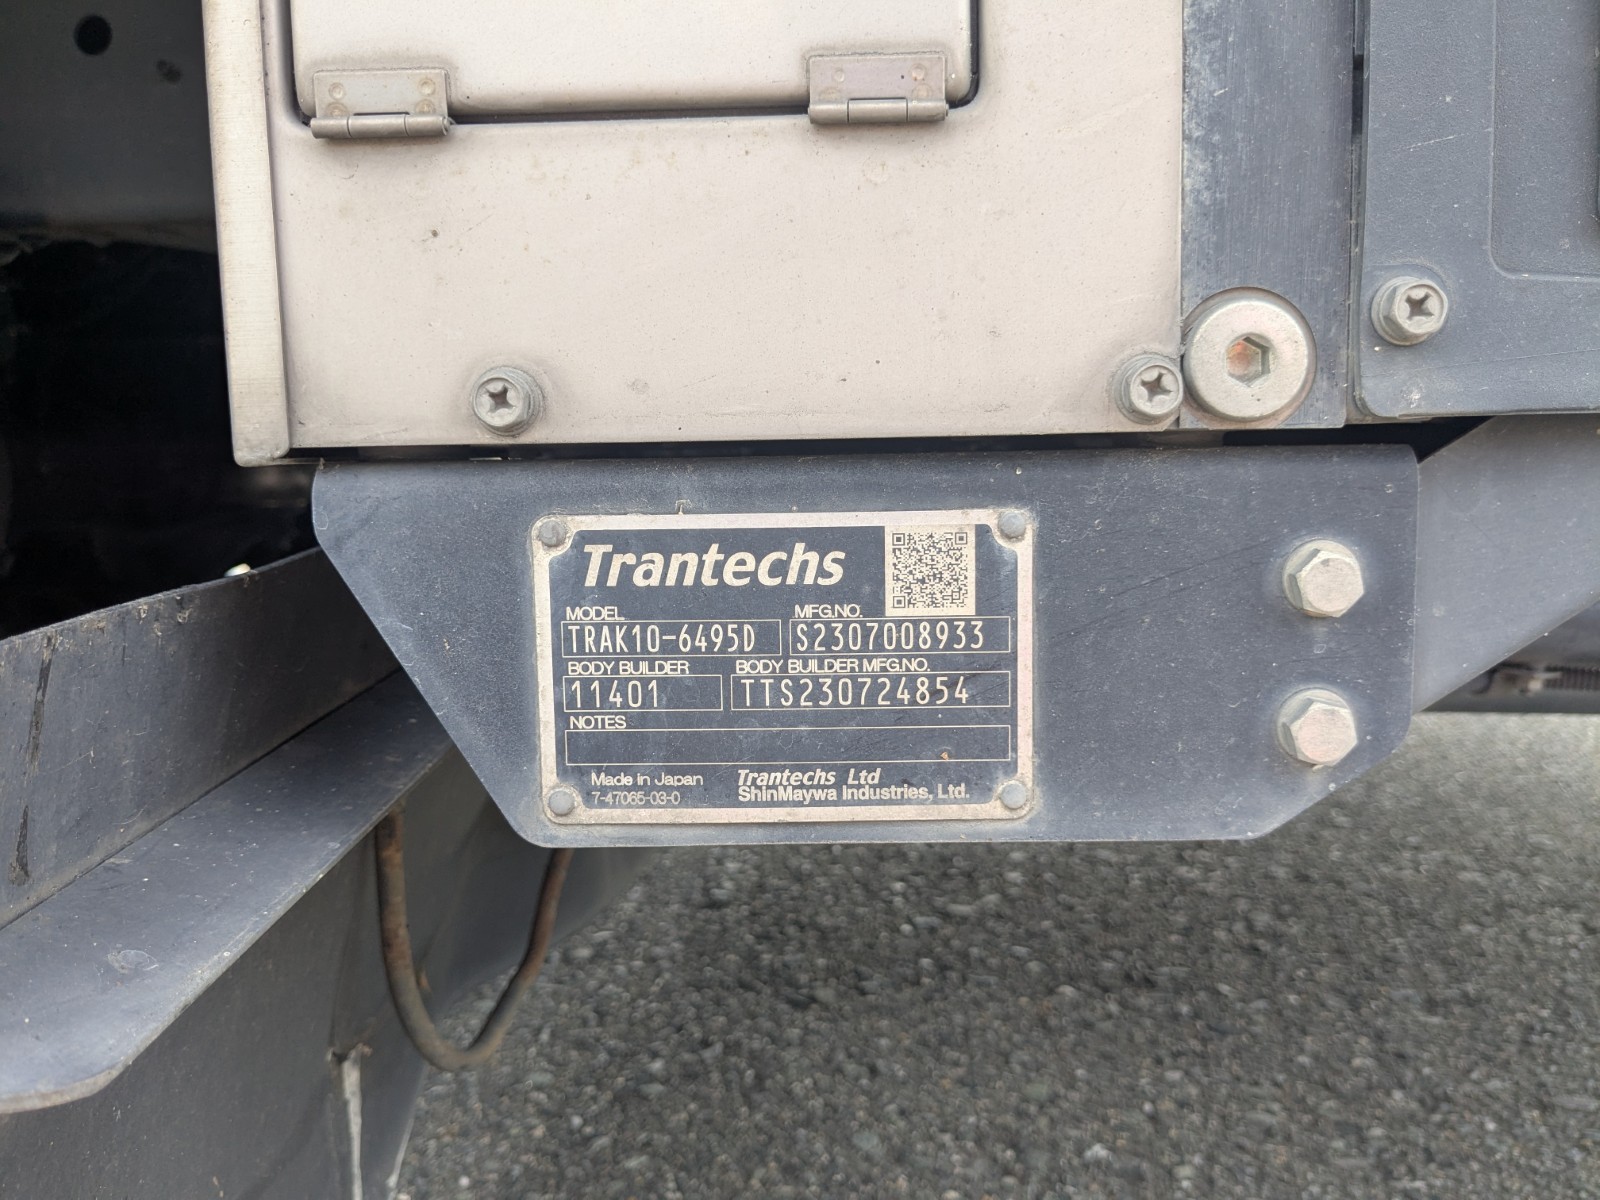 Trantechs
MODEL MFG.NO.
TRAK10-6495D S2307008933
BODY BUILDER BODY BUILDER MFG.NO.
11401 TTS230724854
NOTES
Made in Japan Trantechs Ltd
7-47065-03-0 ShinMaywa Industries, Ltd.